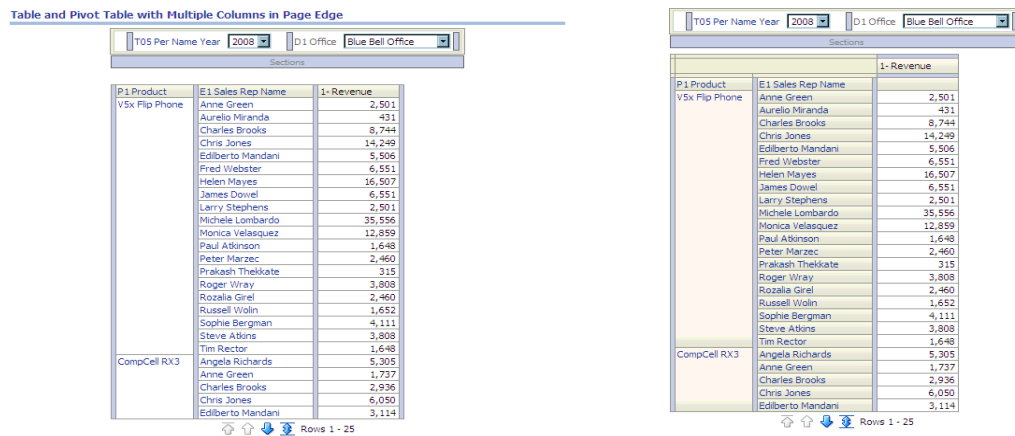 Table and Pivot Table with Multiple Columns in Page Edge
T05 Per Name Year 2008 D1 Office Blue Bell Office
Sections
P1 Product E1 Sales Rep Name 1- Revenue
V5x Flip Phone Anne Green 2,501
Aurelio Miranda 431
Charles Brooks 8,744
Chris Jones 14,249
Edilberto Mandani 5,506
Fred Webster 6,551
Helen Mayes 16,507
James Dowel 6,551
Larry Stephens 2,501
Michele Lombardo 35,556
Monica Velasquez 12,859
Paul Atkinson 1,648
Peter Marzec 2,460
Prakash Thekkate 315
Roger Wray 3,808
Rozalia Girel 2,460
Russell Wolin 1,652
Sophie Bergman 4,111
Steve Atkins 3,808
Tim Rector 1,648
CompCell RX3 Angela Richards 5,305
Anne Green 1,737
Charles Brooks 2,936
Chris Jones 6,050
Edilberto Mandani 3,114
Rows 1 - 25
T05 Per Name Year 2008 D1 Office Blue Bell Office
Sections
1- Revenue
P1 Product E1 Sales Rep Name
V5x Flip Phone Anne Green 2,501
Aurelio Miranda 431
Charles Brooks 8,744
Chris Jones 14,249
Edilberto Mandani 5,506
Fred Webster 6,551
Helen Mayes 16,507
James Dowel 6,551
Larry Stephens 2,501
Michele Lombardo 35,556
Monica Velasquez 12,859
Paul Atkinson 1,648
Peter Marzec 2,460
Prakash Thekkate 315
Roger Wray 3,808
Rozalia Girel 2,460
Russell Wolin 1,652
Sophie Bergman 4,111
Steve Atkins 3,808
Tim Rector 1,648
CompCell RX3 Angela Richards 5,305
Anne Green 1,737
Charles Brooks 2,936
Chris Jones 6,050
Edilberto Mandani 3,114
Rows 1 - 25